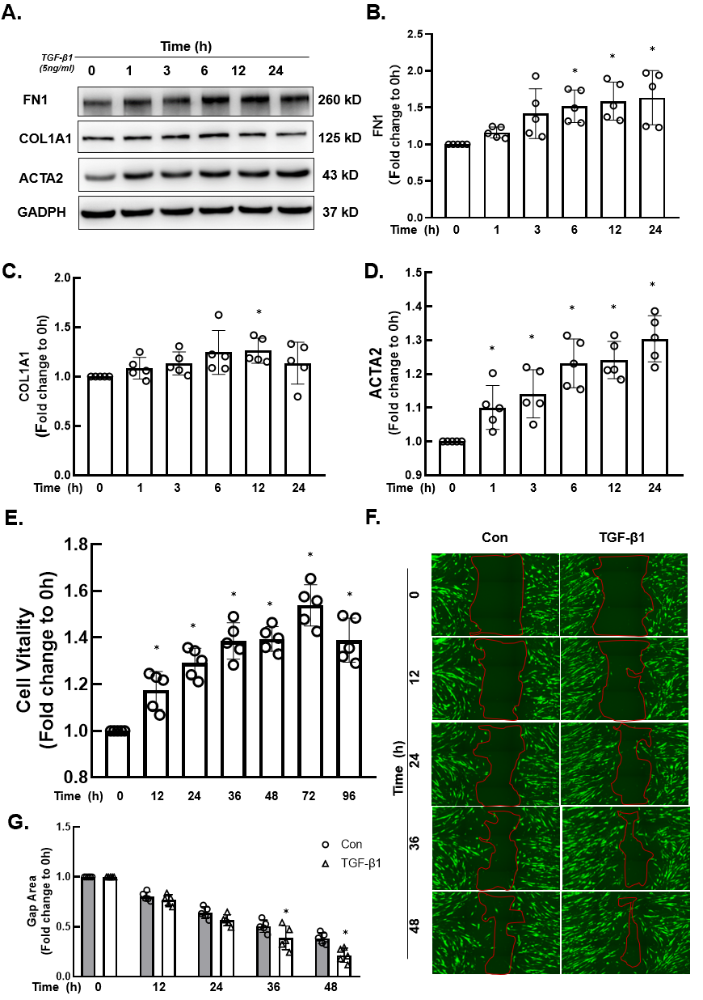 A.
Time (h)
TGF-β1
(5ng/ml)
0 1 3 6 12 24
FN1 260 kD
COL1A1 125 kD
ACTA2 43 kD
GADPH 37 kD
B.
FN1
(Fold change to 0h)
2.5
2.0
1.5
1.0
0.5
0.0
* * *
Time (h) 0 1 3 6 12 24
C.
COL1A1
(Fold change to 0h)
2.0
1.5
1.0
0.5
0.0
*
Time (h) 0 1 3 6 12 24
D.
ACTA2
(Fold change to 0h)
1.5
1.4
1.3
1.2
1.1
1.0
0.9
* * * * *
Time (h) 0 1 3 6 12 24
E.
Cell Vitality
(Fold change to 0h)
1.8
1.6
1.4
1.2
1.0
0.8
* * * * * *
Time (h) 0 12 24 36 48 72 96
F.
Con TGF-β1
Time (h)
0
12
24
36
48
G.
Gap Area
(Fold change to 0h)
1.5
1.0
0.5
0.0
Con
TGF-β1
* *
Time (h) 0 12 24 36 48